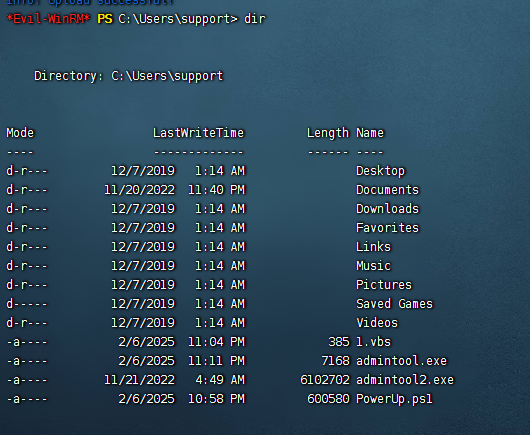 Info: Upload successful!
*Evil-WinRM* PS C:\Users\support> dir
Directory: C:\Users\support
Mode LastWriteTime Length Name
---- ------------- ------ ----
d-r--- 12/7/2019 1:14 AM Desktop
d-r--- 11/20/2022 11:40 PM Documents
d-r--- 12/7/2019 1:14 AM Downloads
d-r--- 12/7/2019 1:14 AM Favorites
d-r--- 12/7/2019 1:14 AM Links
d-r--- 12/7/2019 1:14 AM Music
d-r--- 12/7/2019 1:14 AM Pictures
d----- 12/7/2019 1:14 AM Saved Games
d-r--- 12/7/2019 1:14 AM Videos
-a---- 2/6/2025 11:04 PM 385 1.vbs
-a---- 2/6/2025 11:11 PM 7168 admintool.exe
-a---- 11/21/2022 4:49 AM 6102702 admintool2.exe
-a---- 2/6/2025 10:58 PM 600580 PowerUp.ps1